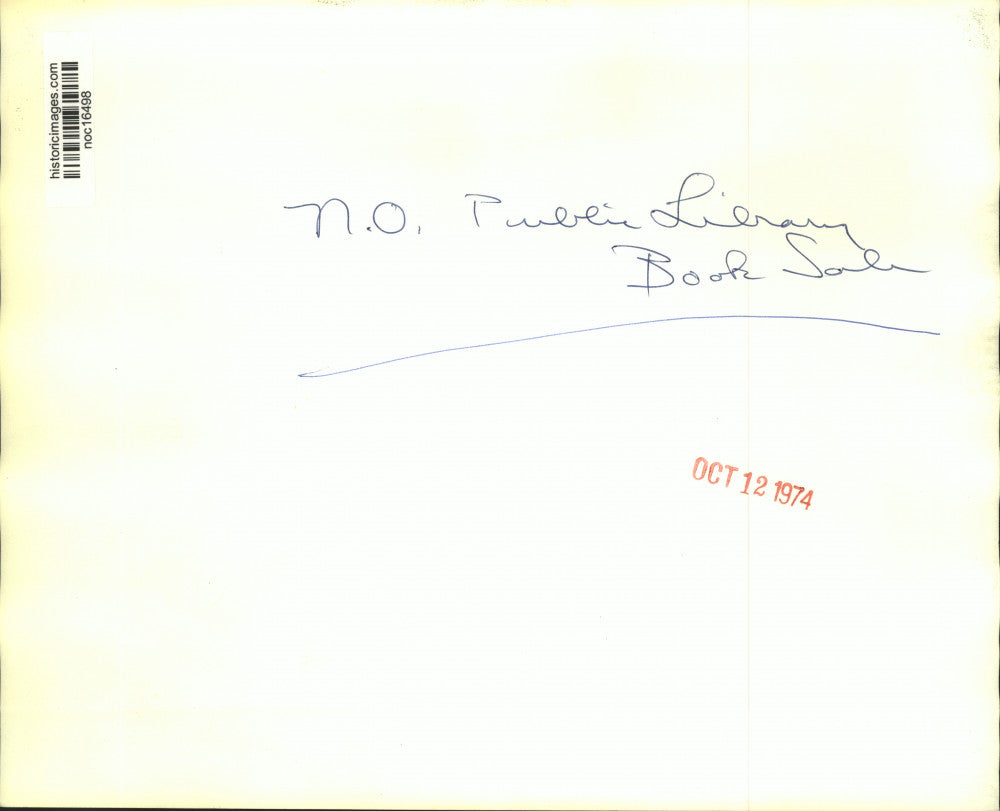 historicimages.com
noc16498
N.O. Public Library
Book Sale
OCT 12 1974